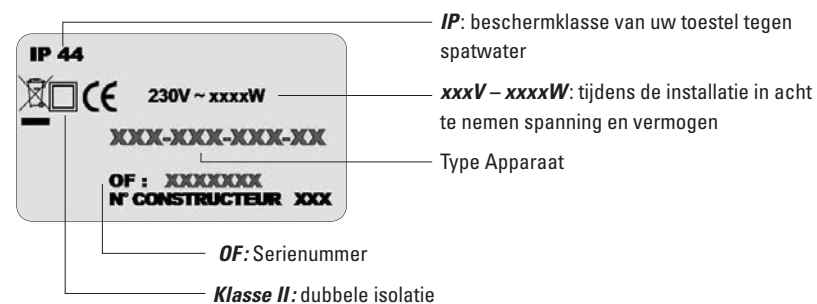 IP 44
CE
230V ~ xxxxW
XXX-XXX-XXX-XX
OF : XXXXXXX
N° CONSTRUCTEUR XXX
IP: beschermklasse van uw toestel tegen
spatwater
xxxV – xxxxW: tijdens de installatie in acht
te nemen spanning en vermogen
Type Apparaat
OF: Serienummer
Klasse II: dubbele isolatie